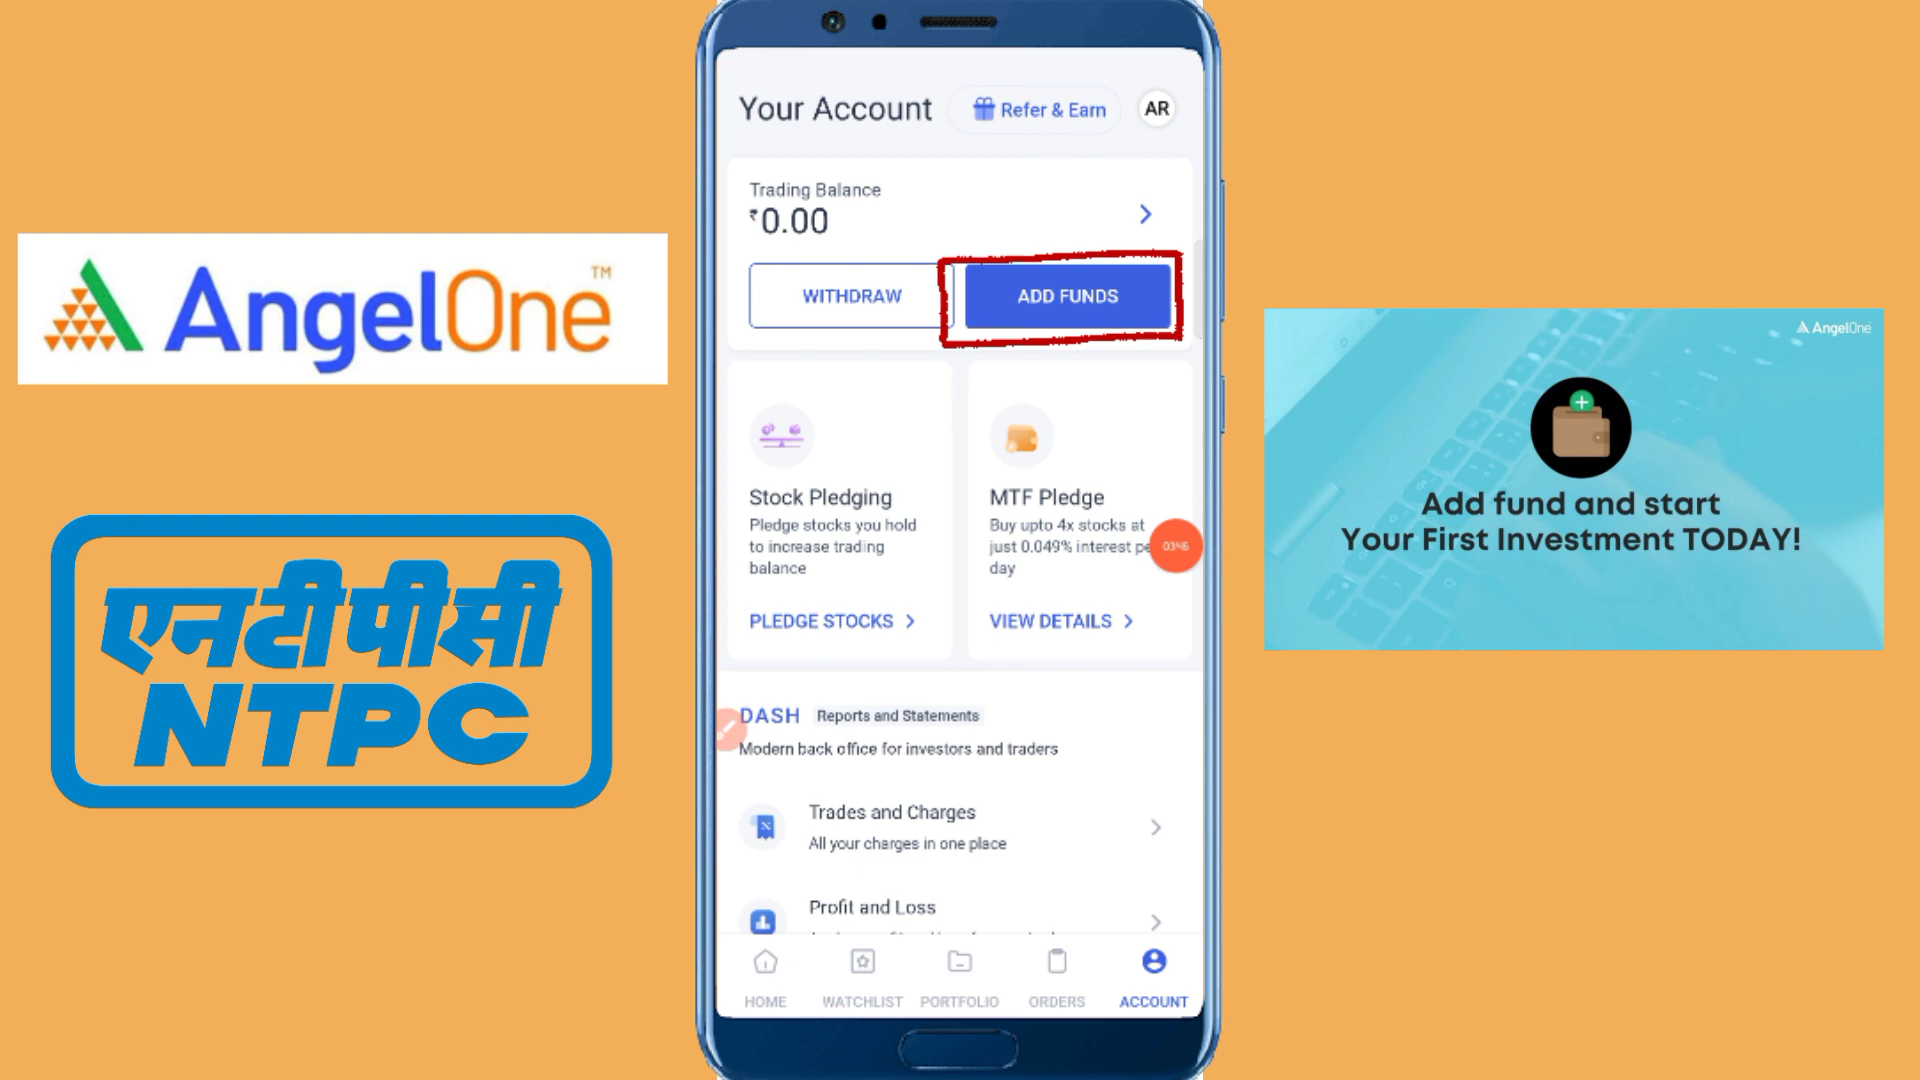 AngelOne™
एनटीपीसी
NTPC
Your Account
Refer & Earn
AR
Trading Balance
₹0.00
WITHDRAW
ADD FUNDS
Stock Pledging
Pledge stocks you hold
to increase trading
balance
PLEDGE STOCKS >
MTF Pledge
Buy upto 4x stocks at
just 0.049% interest
day
VIEW DETAILS >
03:46
DASH Reports and Statements
Modern back office for investors and traders
Trades and Charges
All your charges in one place
Profit and Loss
HOME
WATCHLIST
PORTFOLIO
ORDERS
ACCOUNT
AngelOne
Add fund and start
Your First Investment TODAY!